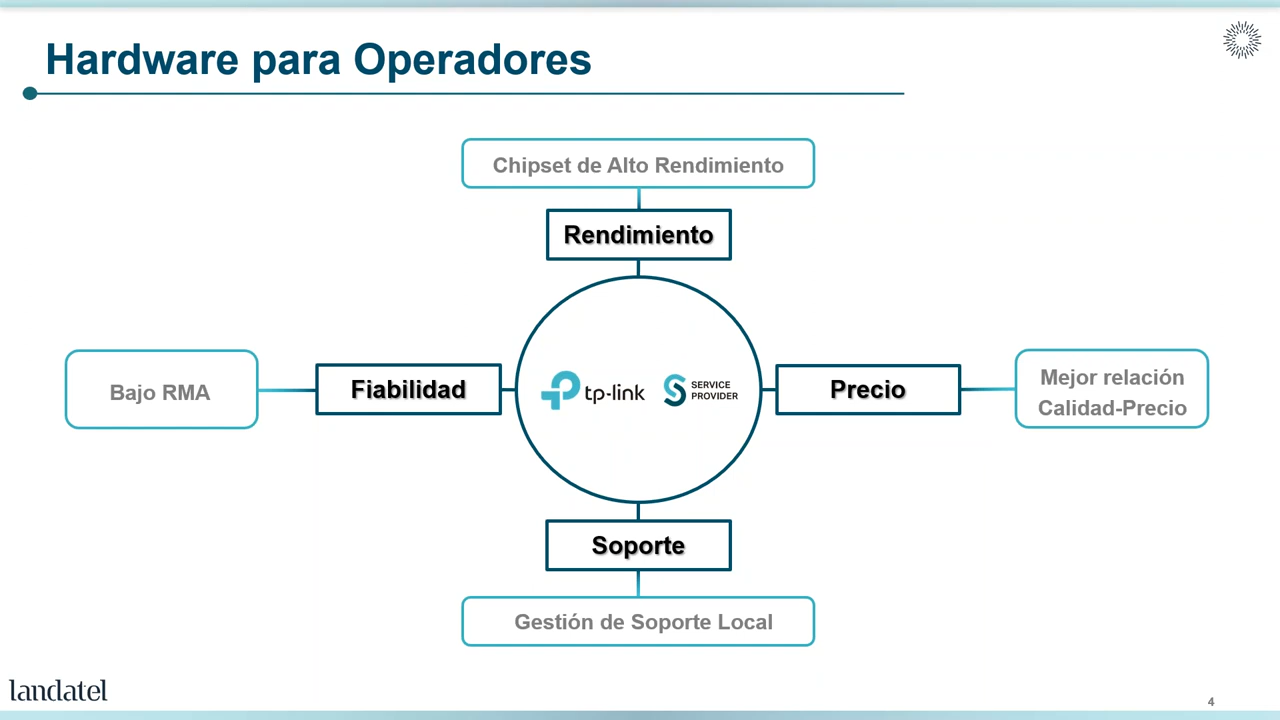 Hardware para Operadores
Chipset de Alto Rendimiento
Rendimiento
Bajo RMA
Fiabilidad
tp-link
SERVICE
PROVIDER
Precio
Mejor relación
Calidad-Precio
Soporte
Gestión de Soporte Local
landatel
4